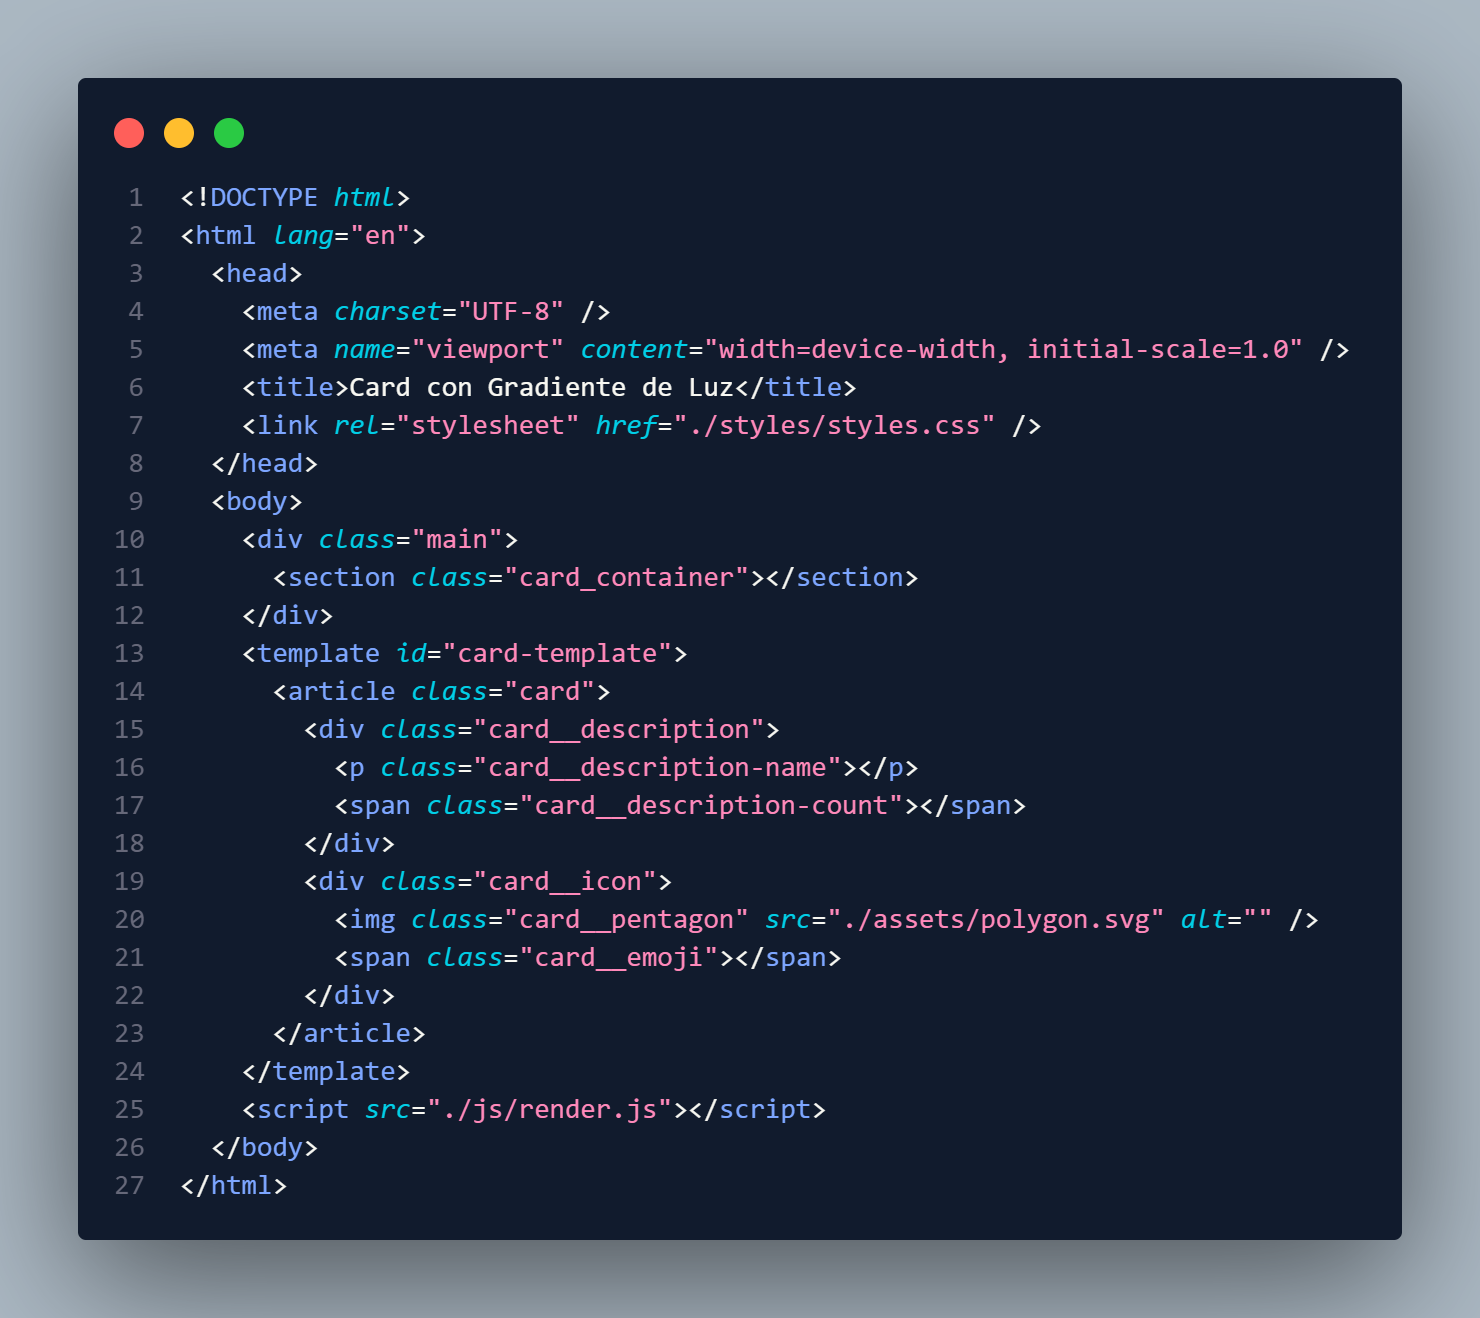 1 <!DOCTYPE html>
2 <html lang="en">
3   <head>
4     <meta charset="UTF-8" />
5     <meta name="viewport" content="width=device-width, initial-scale=1.0" />
6     <title>Card con Gradiente de Luz</title>
7     <link rel="stylesheet" href="./styles/styles.css" />
8   </head>
9   <body>
10     <div class="main">
11       <section class="card_container"></section>
12     </div>
13     <template id="card-template">
14       <article class="card">
15         <div class="card__description">
16           <p class="card__description-name"></p>
17           <span class="card__description-count"></span>
18         </div>
19         <div class="card__icon">
20           <img class="card__pentagon" src="./assets/polygon.svg" alt="" />
21           <span class="card__emoji"></span>
22         </div>
23       </article>
24     </template>
25     <script src="./js/render.js"></script>
26   </body>
27 </html>